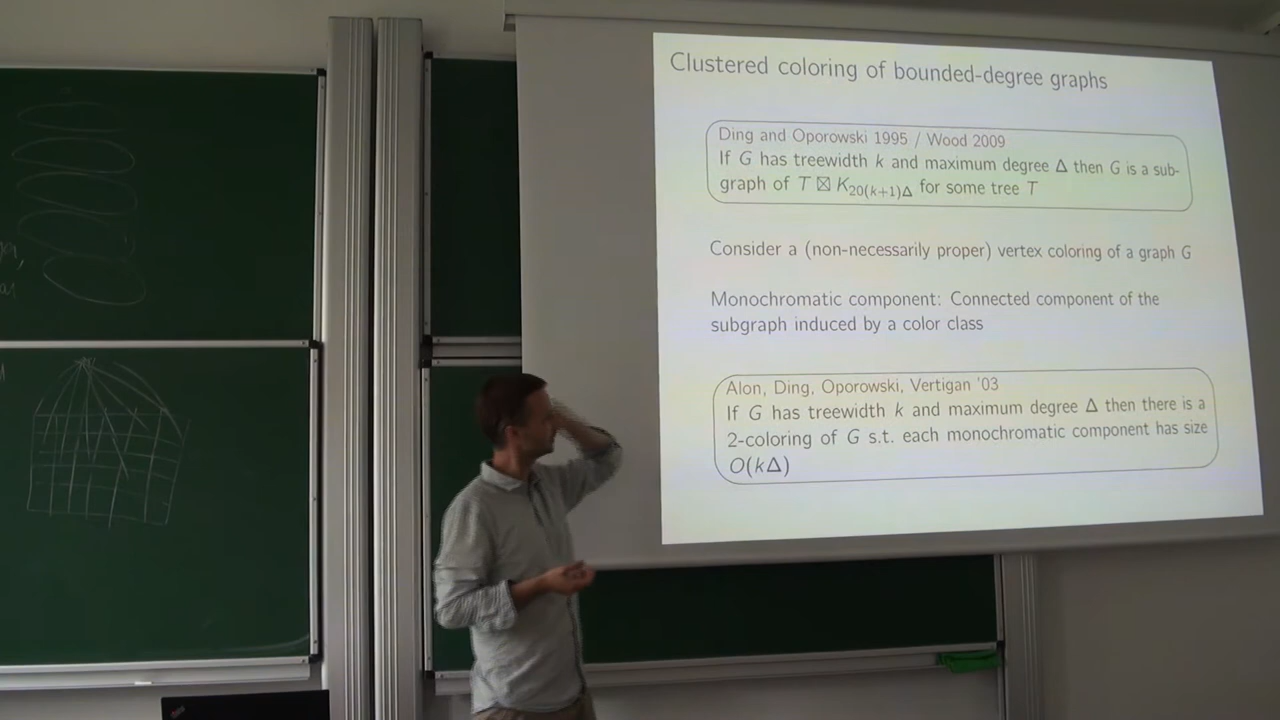 Clustered coloring of bounded-degree graphs
Ding and Oporowski 1995 / Wood 2009
If G has treewidth k and maximum degree Δ then G is a sub-
graph of T ⊠ K₂₀₍ₖ₊₁₎Δ for some tree T
Consider a (non-necessarily proper) vertex coloring of a graph G
Monochromatic component: Connected component of the
subgraph induced by a color class
Alon, Ding, Oporowski, Vertigan '03
If G has treewidth k and maximum degree Δ then there is a
2-coloring of G s.t. each monochromatic component has size
O(kΔ)